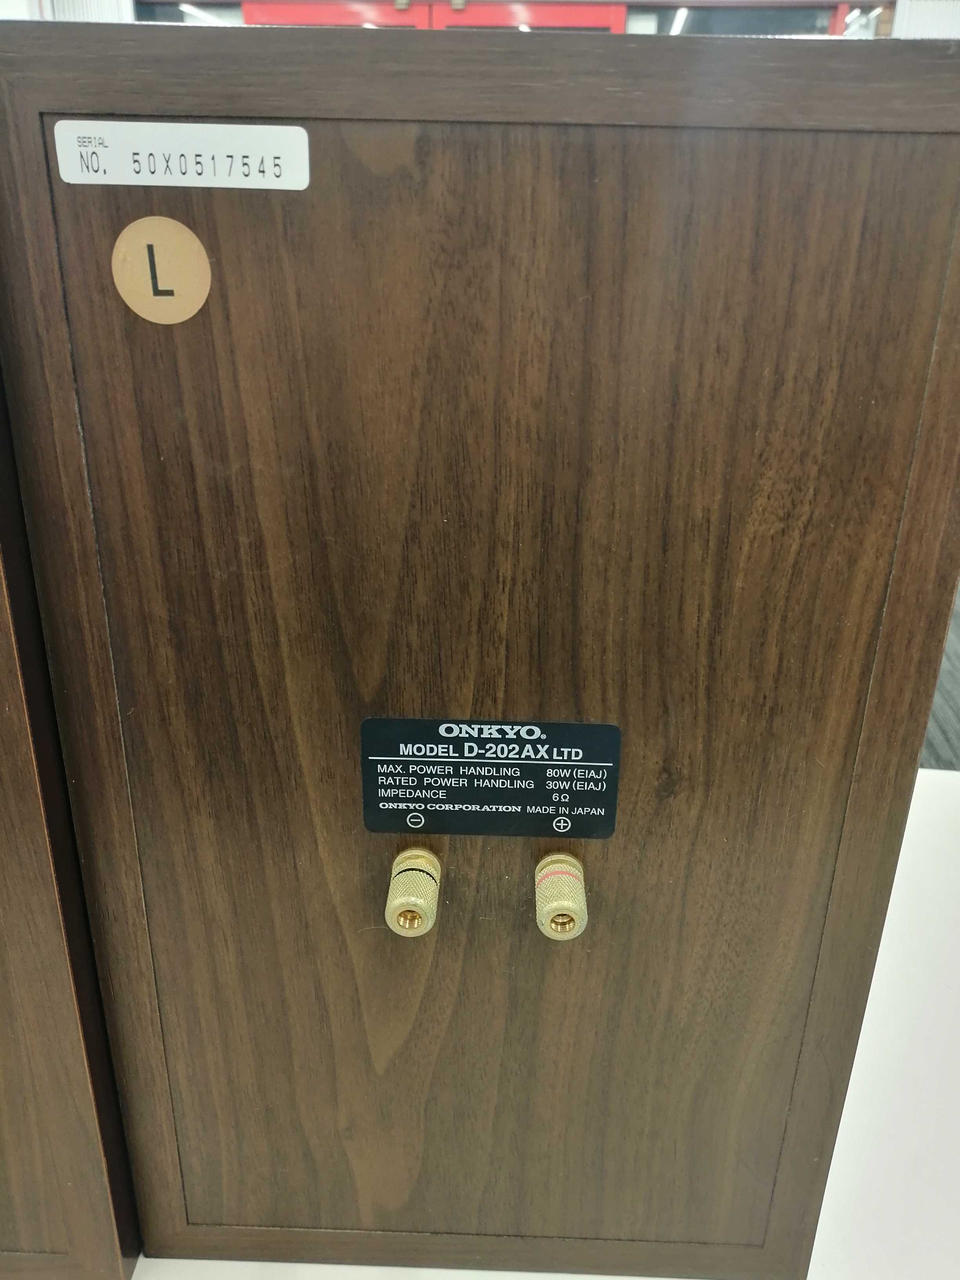 SERIAL
NO. 50X0517545
L
ONKYO®
MODEL D-202AX LTD
MAX. POWER HANDLING 80W (EIAJ)
RATED POWER HANDLING 30W (EIAJ)
IMPEDANCE 6Ω
ONKYO CORPORATION MADE IN JAPAN
⊖ ⊕